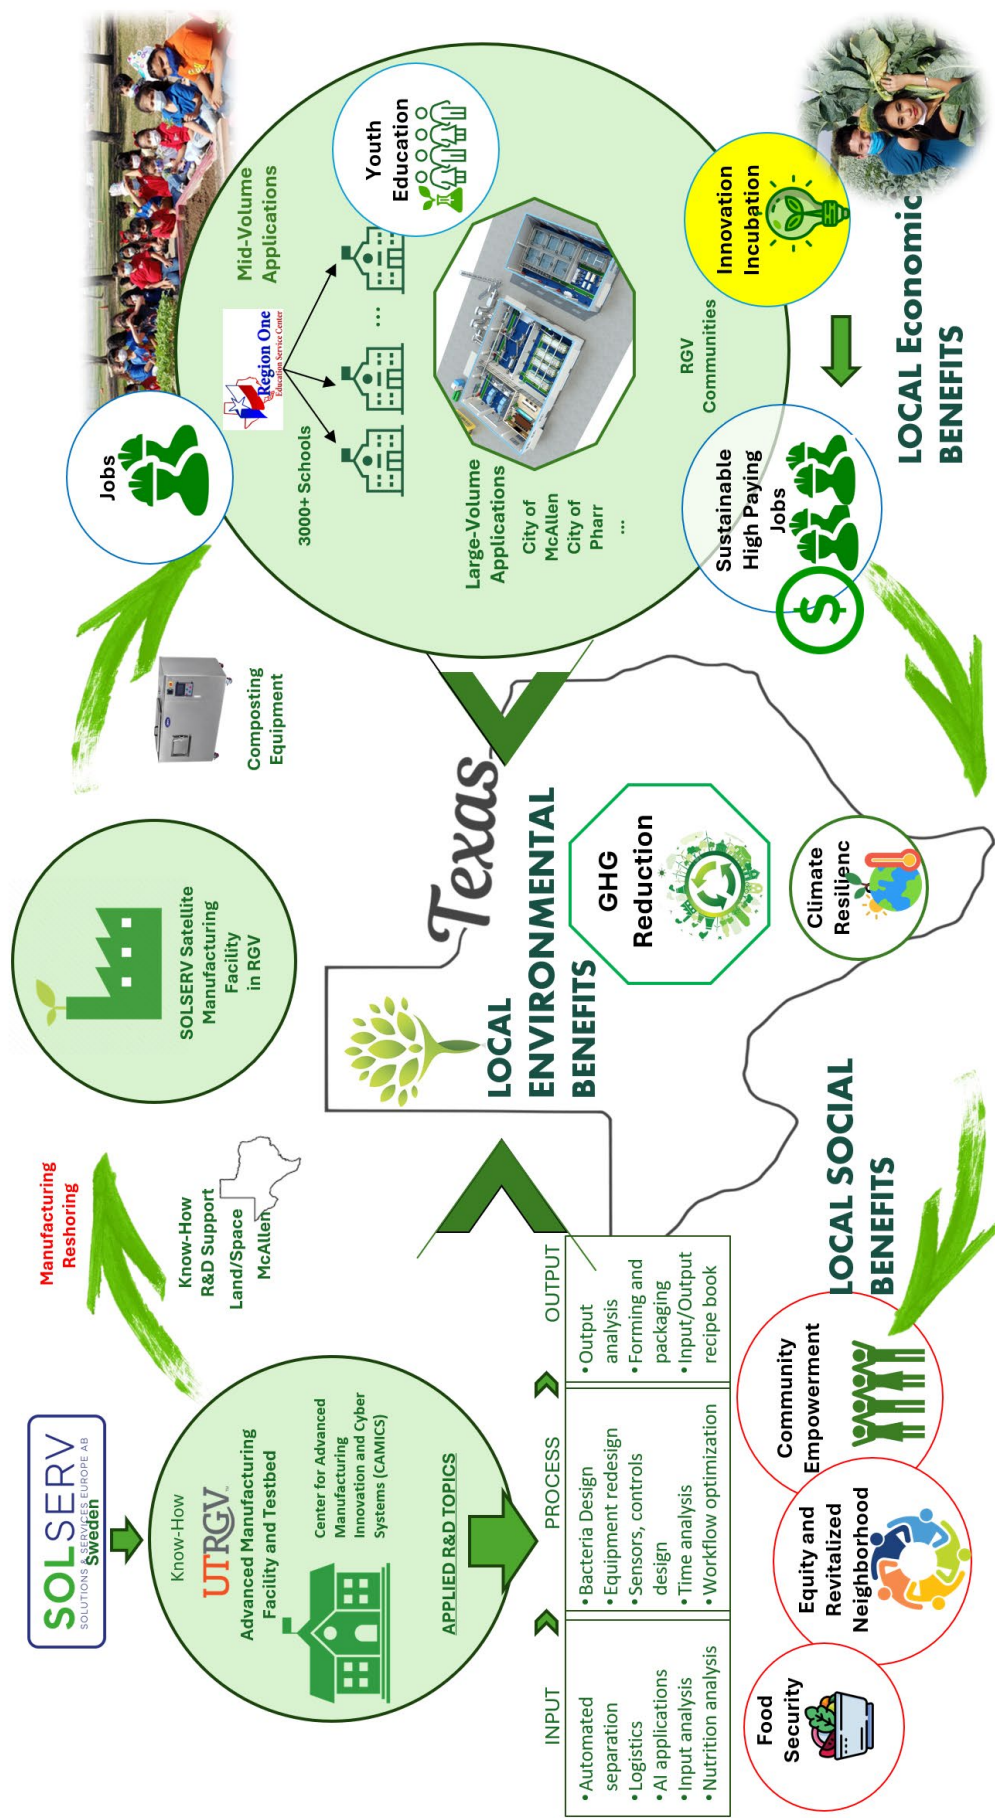 SOLSERV
SOLUTIONS & SERVICES EUROPE AB
Sweden
Know-How
UTRGV
Advanced Manufacturing
Facility and Testbed
Center for Advanced
Manufacturing
Innovation and Cyber
Systems (CAMICS)
APPLIED R&D TOPICS
INPUT
PROCESS
OUTPUT
• Automated
separation
• Logistics
• AI applications
• Input analysis
• Nutrition analysis
• Bacteria Design
• Equipment redesign
• Sensors, controls
design
• Time analysis
• Workflow optimization
• Output
analysis
• Forming and
packaging
• Input/Output
recipe book
Food
Security
Equity and
Revitalized
Neighborhood
Community
Empowerment
LOCAL SOCIAL
BENEFITS
Manufacturing
Reshoring
Know-How
R&D Support
Land/Space
McAllen
SOLSERV Satellite
Manufacturing
Facility
in RGV
Composting
Equipment
Texas
LOCAL
ENVIRONMENTAL
BENEFITS
GHG
Reduction
Climate
Resilienc
Jobs
3000+ Schools
Region One
Education Service Center
Mid-Volume
Applications
...
Youth
Education
Large-Volume
Applications
City of
McAllen
City of
Pharr
...
RGV
Communities
Innovation
Incubation
Sustainable
High Paying
Jobs
$
LOCAL Economic
BENEFITS